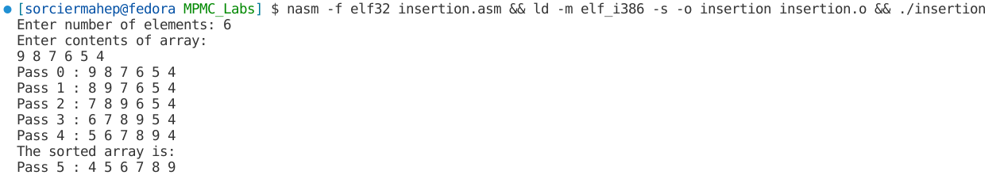 [sorciermahep@fedora MPMC_Labs] $ nasm -f elf32 insertion.asm && ld -m elf_i386 -s -o insertion insertion.o && ./insertion
Enter number of elements: 6
Enter contents of array:
9 8 7 6 5 4
Pass 0 : 9 8 7 6 5 4
Pass 1 : 8 9 7 6 5 4
Pass 2 : 7 8 9 6 5 4
Pass 3 : 6 7 8 9 5 4
Pass 4 : 5 6 7 8 9 4
The sorted array is:
Pass 5 : 4 5 6 7 8 9